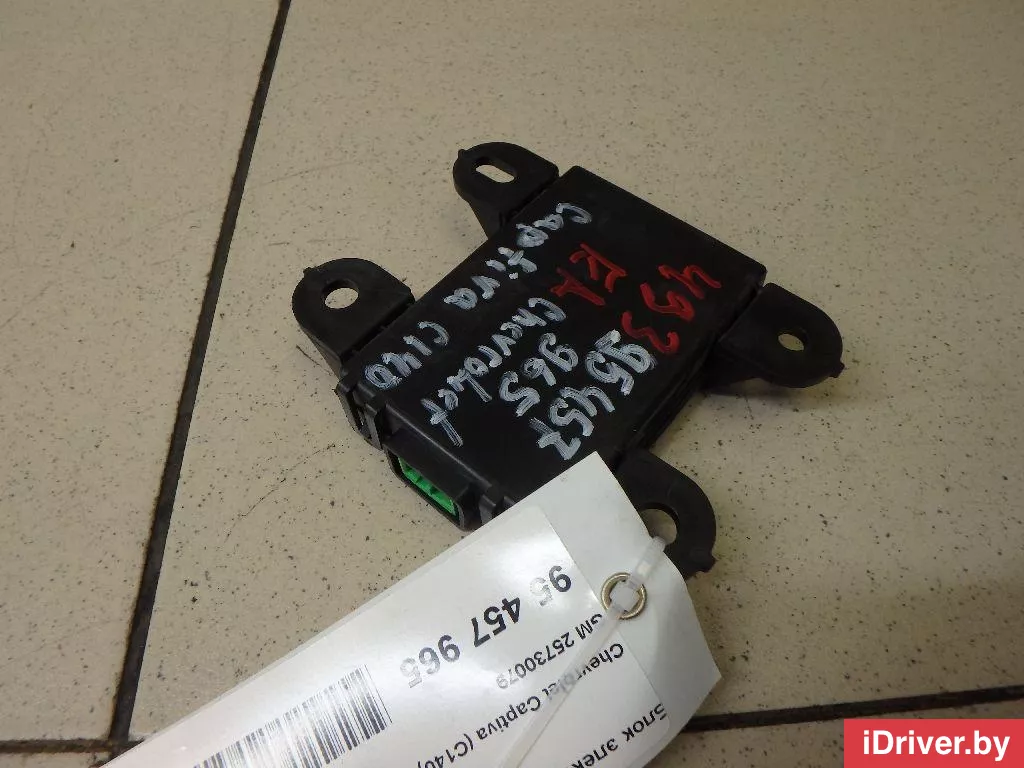 493
KA
95 457
965
Chevrolet
Captiva C140
Блок элек
GM 25730079
Chevrolet Captiva (C140)
95 457 965
iDriver.by